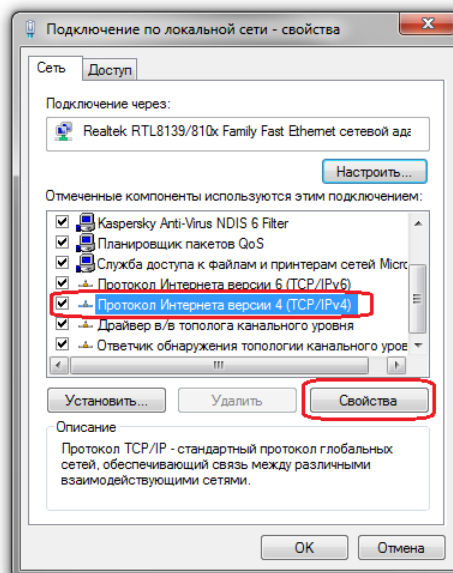 Подключение по локальной сети - свойства
Сеть Доступ
Подключение через:
Realtek RTL8139/810x Family Fast Ethernet сетевой ада
Настроить...
Отмеченные компоненты используются этим подключением:
Kaspersky Anti-Virus NDIS 6 Filter
Планировщик пакетов QoS
Служба доступа к файлам и принтерам сетей Micro
Протокол Интернета версии 6 (TCP/IPv6)
Протокол Интернета версии 4 (TCP/IPv4)
Драйвер в/в тополога канального уровня
Ответчик обнаружения топологии канального уров
Установить... Удалить Свойства
Описание
Протокол TCP/IP - стандартный протокол глобальных
сетей, обеспечивающий связь между различными
взаимодействующими сетями.
OK Отмена